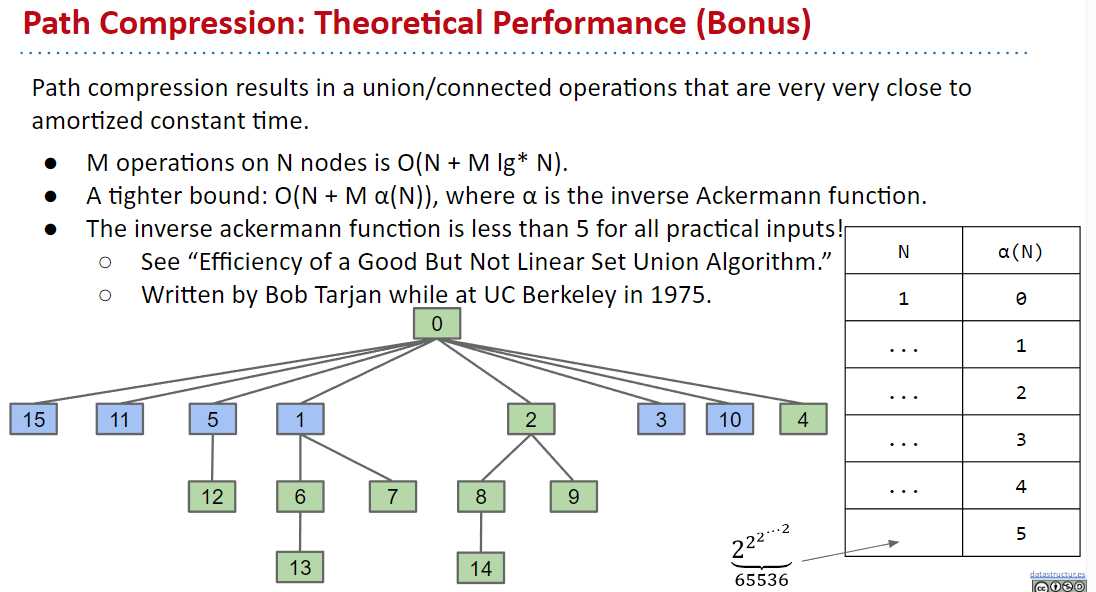 Path Compression: Theoretical Performance (Bonus)
Path compression results in a union/connected operations that are very very close to
amortized constant time.
● M operations on N nodes is O(N + M lg* N).
● A tighter bound: O(N + M α(N)), where α is the inverse Ackermann function.
● The inverse ackermann function is less than 5 for all practical inputs!
○ See “Efficiency of a Good But Not Linear Set Union Algorithm.”
○ Written by Bob Tarjan while at UC Berkeley in 1975.
N α(N)
1 0
... 1
... 2
... 3
... 4
5
0
15 11 5 1 2 3 10 4
12 6 7 8 9
13 14
2^2^2^⋯^2
65536
datastructur.es
cc